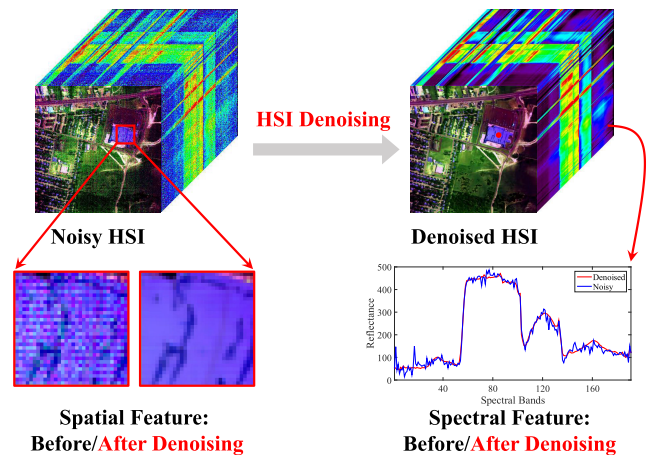 HSI Denoising
Noisy HSI
Denoised HSI
500
400
300
200
100
0
Reflectance
Denoised
Noisy
40
80
120
160
Spectral Bands
Spatial Feature:
Before/After Denoising
Spectral Feature:
Before/After Denoising